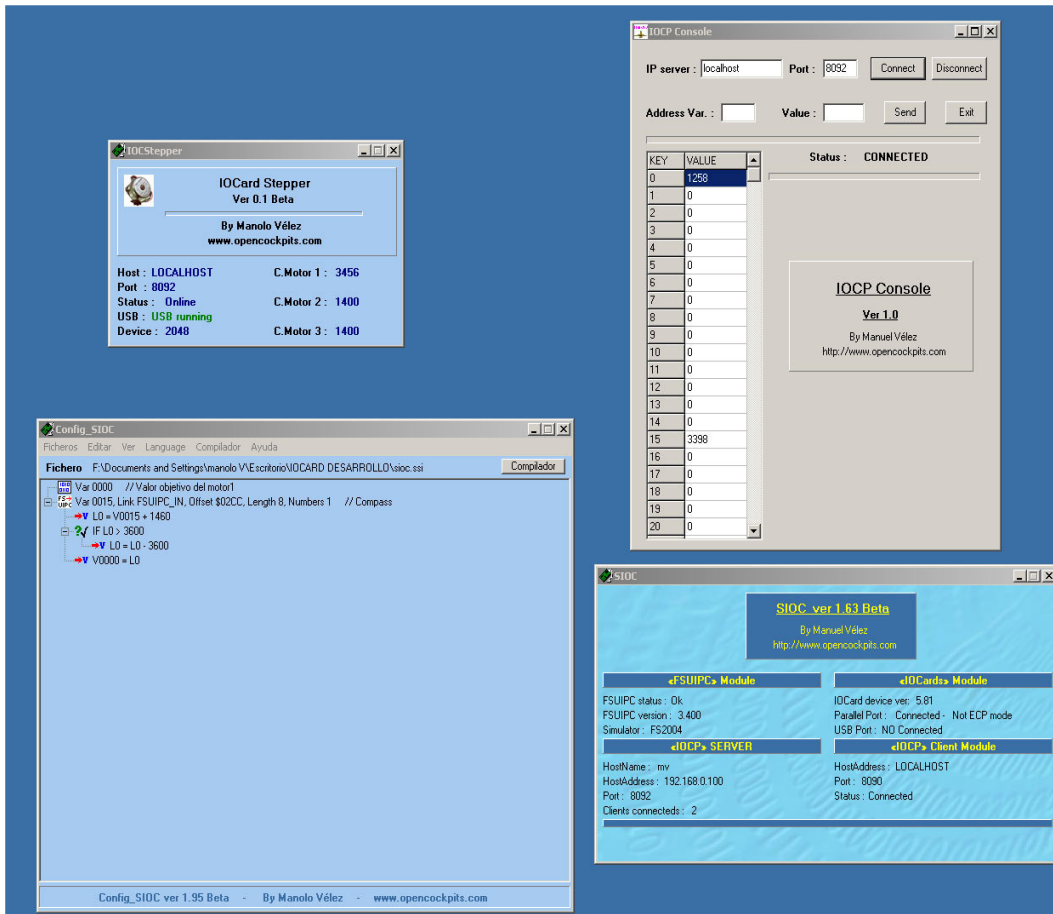 IOCStepper
IOCard Stepper
Ver 0.1 Beta
By Manolo Vélez
www.opencockpits.com
Host : LOCALHOST
C.Motor 1 : 3456
Port : 8092
Status : Online
C.Motor 2 : 1400
USB : USB running
Device : 2048
C.Motor 3 : 1400
IOCP Console
IP server : localhost Port : 8092 Connect Disconnect
Address Var. : Value : Send Exit
Status : CONNECTED
KEY VALUE
0 1258
1 0
2 0
3 0
4 0
5 0
6 0
7 0
8 0
9 0
10 0
11 0
12 0
13 0
14 0
15 3398
16 0
17 0
18 0
19 0
20 0
IOCP Console
Ver 1.0
By Manuel Vélez
http://www.opencockpits.com
Config_SIOC
Ficheros Editar Ver Language Compilador Ayuda
Fichero F:\Documents and Settings\manolo V\Escritorio\IOCARD DESARROLLO\sioc.ssi Compilador
Var 0000 // Valor objetivo del motor1
FS→ UIPC Var 0015, Link FSUIPC_IN, Offset $02CC, Length 8, Numbers 1 // Compass
V L0 = V0015 + 1460
IF L0 > 3600
V L0 = L0 - 3600
V V0000 = L0
Config_SIOC ver 1.95 Beta - By Manolo Vélez - www.opencockpits.com
SIOC
SIOC ver 1.63 Beta
By Manuel Vélez
http://www.opencockpits.com
«FSUIPC» Module
FSUIPC status : Ok
FSUIPC version : 3.400
Simulator : FS2004
«IOCards» Module
IOCard device ver: 5.81
Parallel Port : Connected - Not ECP mode
USB Port : NO Connected
«IOCP» SERVER
HostName : mv
HostAddress : 192.168.0.100
Port : 8092
Clients connecteds : 2
«IOCP» Client Module
HostAddress : LOCALHOST
Port : 8090
Status : Connected